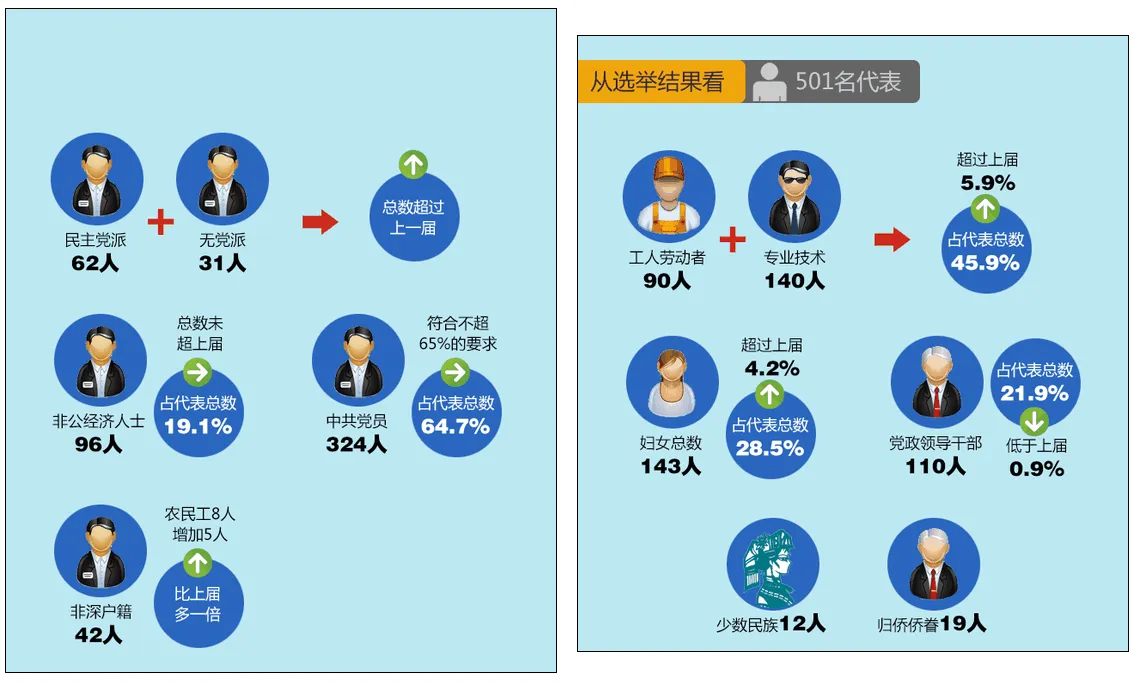 民主党派
62人
无党派
31人
总数超过
上一届
非公经济人士
96人
总数未
超上届
占代表总数
19.1%
中共党员
324人
符合不超
65%的要求
占代表总数
64.7%
非深户籍
42人
农民工8人
增加5人
比上届
多一倍
从选举结果看
501名代表
工人劳动者
90人
专业技术
140人
超过上届
5.9%
占代表总数
45.9%
妇女总数
143人
超过上届
4.2%
占代表总数
28.5%
党政领导干部
110人
占代表总数
21.9%
低于上届
0.9%
少数民族12人
归侨侨眷19人